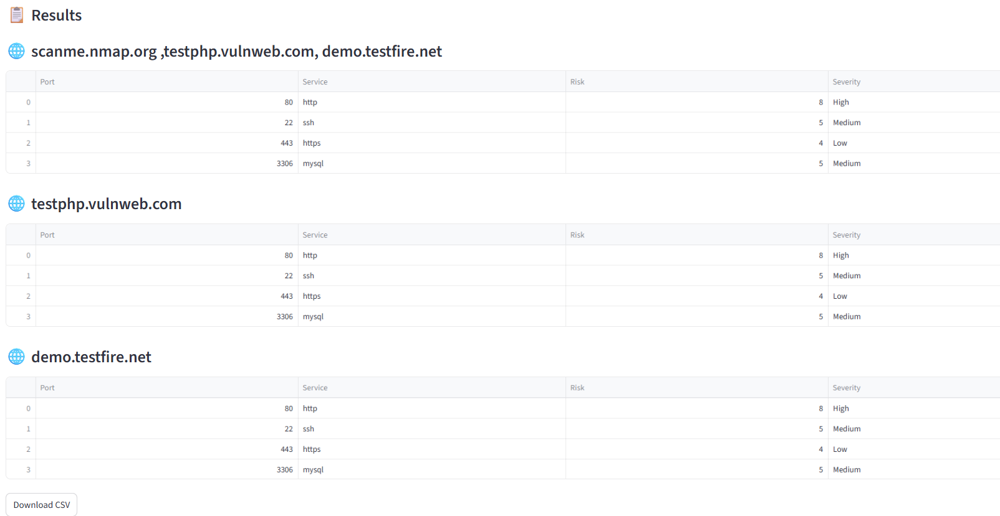 Results
scanme.nmap.org ,testphp.vulnweb.com, demo.testfire.net
Port Service Risk Severity
0 80 http 8 High
1 22 ssh 5 Medium
2 443 https 4 Low
3 3306 mysql 5 Medium
testphp.vulnweb.com
Port Service Risk Severity
0 80 http 8 High
1 22 ssh 5 Medium
2 443 https 4 Low
3 3306 mysql 5 Medium
demo.testfire.net
Port Service Risk Severity
0 80 http 8 High
1 22 ssh 5 Medium
2 443 https 4 Low
3 3306 mysql 5 Medium
Download CSV